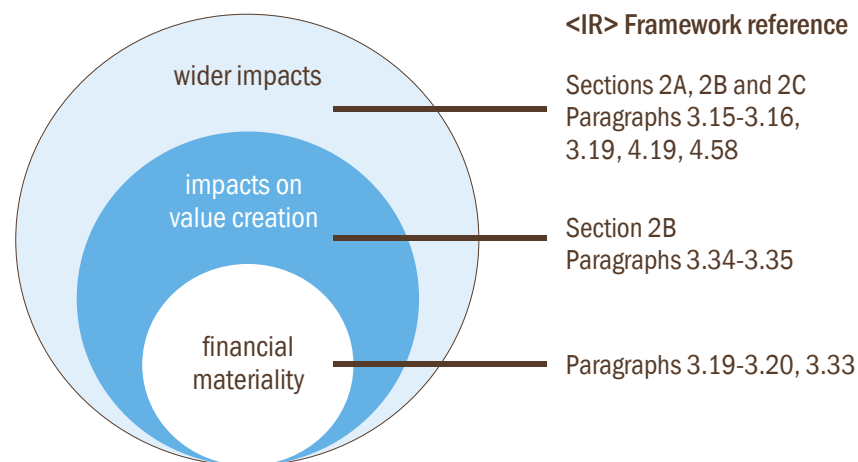 <IR> Framework reference
wider impacts
Sections 2A, 2B and 2C
Paragraphs 3.15-3.16,
3.19, 4.19, 4.58
impacts on
value creation
Section 2B
Paragraphs 3.34-3.35
financial
materiality
Paragraphs 3.19-3.20, 3.33